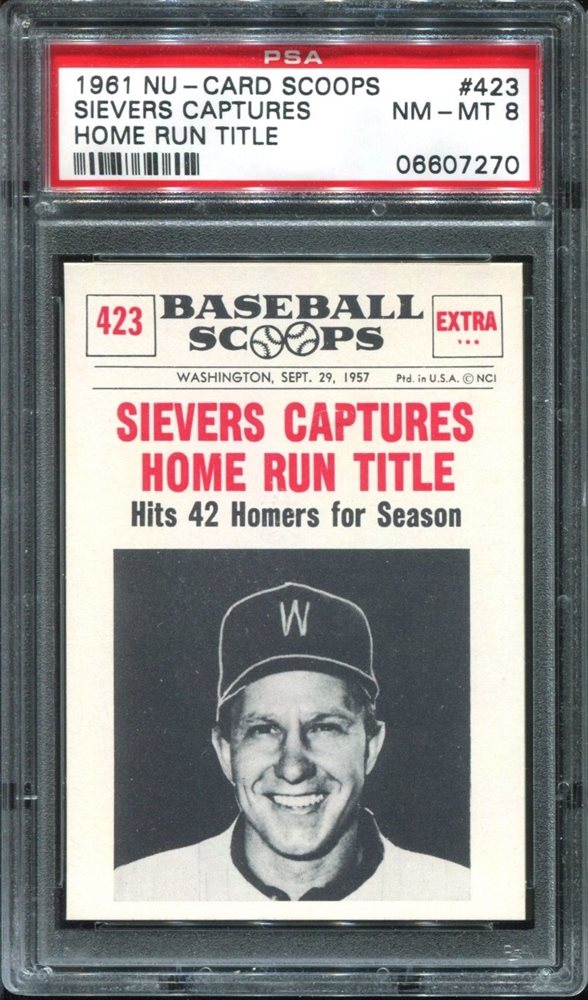 PSA
1961 NU-CARD SCOOPS #423
SIEVERS CAPTURES NM-MT 8
HOME RUN TITLE
06607270
423 BASEBALL SCOOPS EXTRA
...
WASHINGTON, SEPT. 29, 1957 Ptd. in U.S.A. © NCI
SIEVERS CAPTURES
HOME RUN TITLE
Hits 42 Homers for Season
W